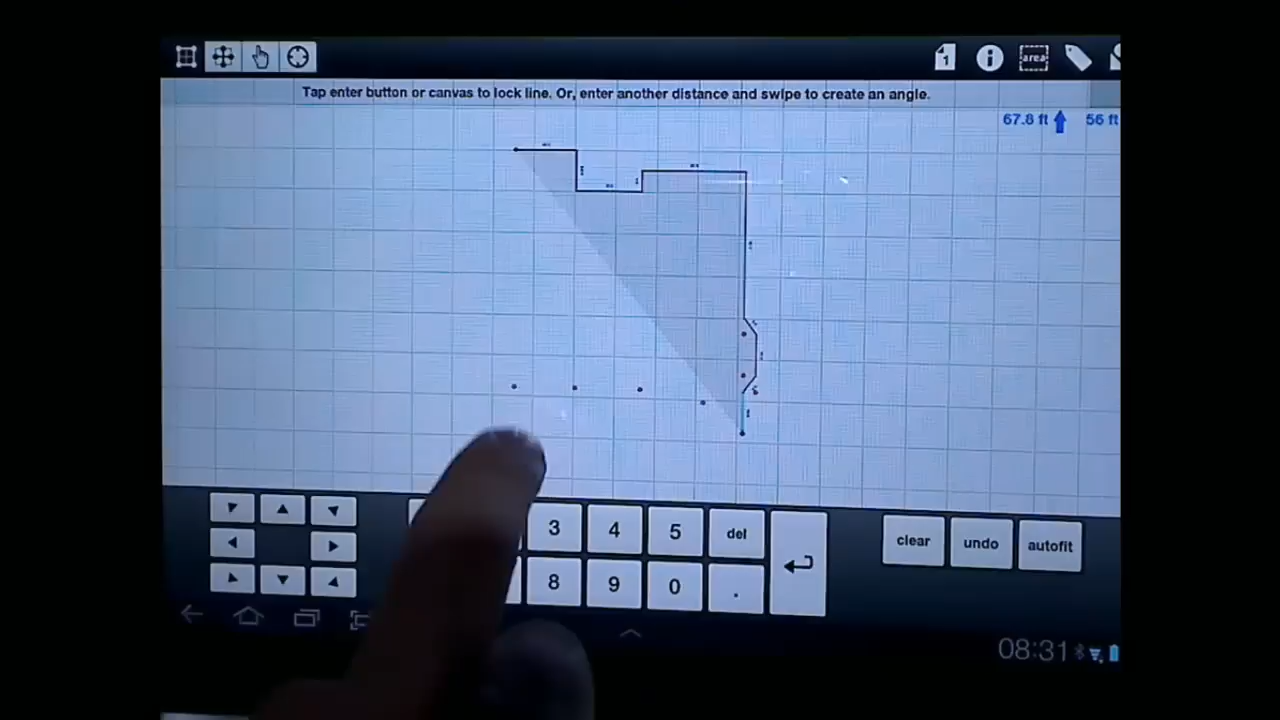 1
area
Tap enter button or canvas to lock line. Or, enter another distance and swipe to create an angle.
67.8 ft 56 ft
3 4 5 del
8 9 0 .
clear undo autofit
08:31